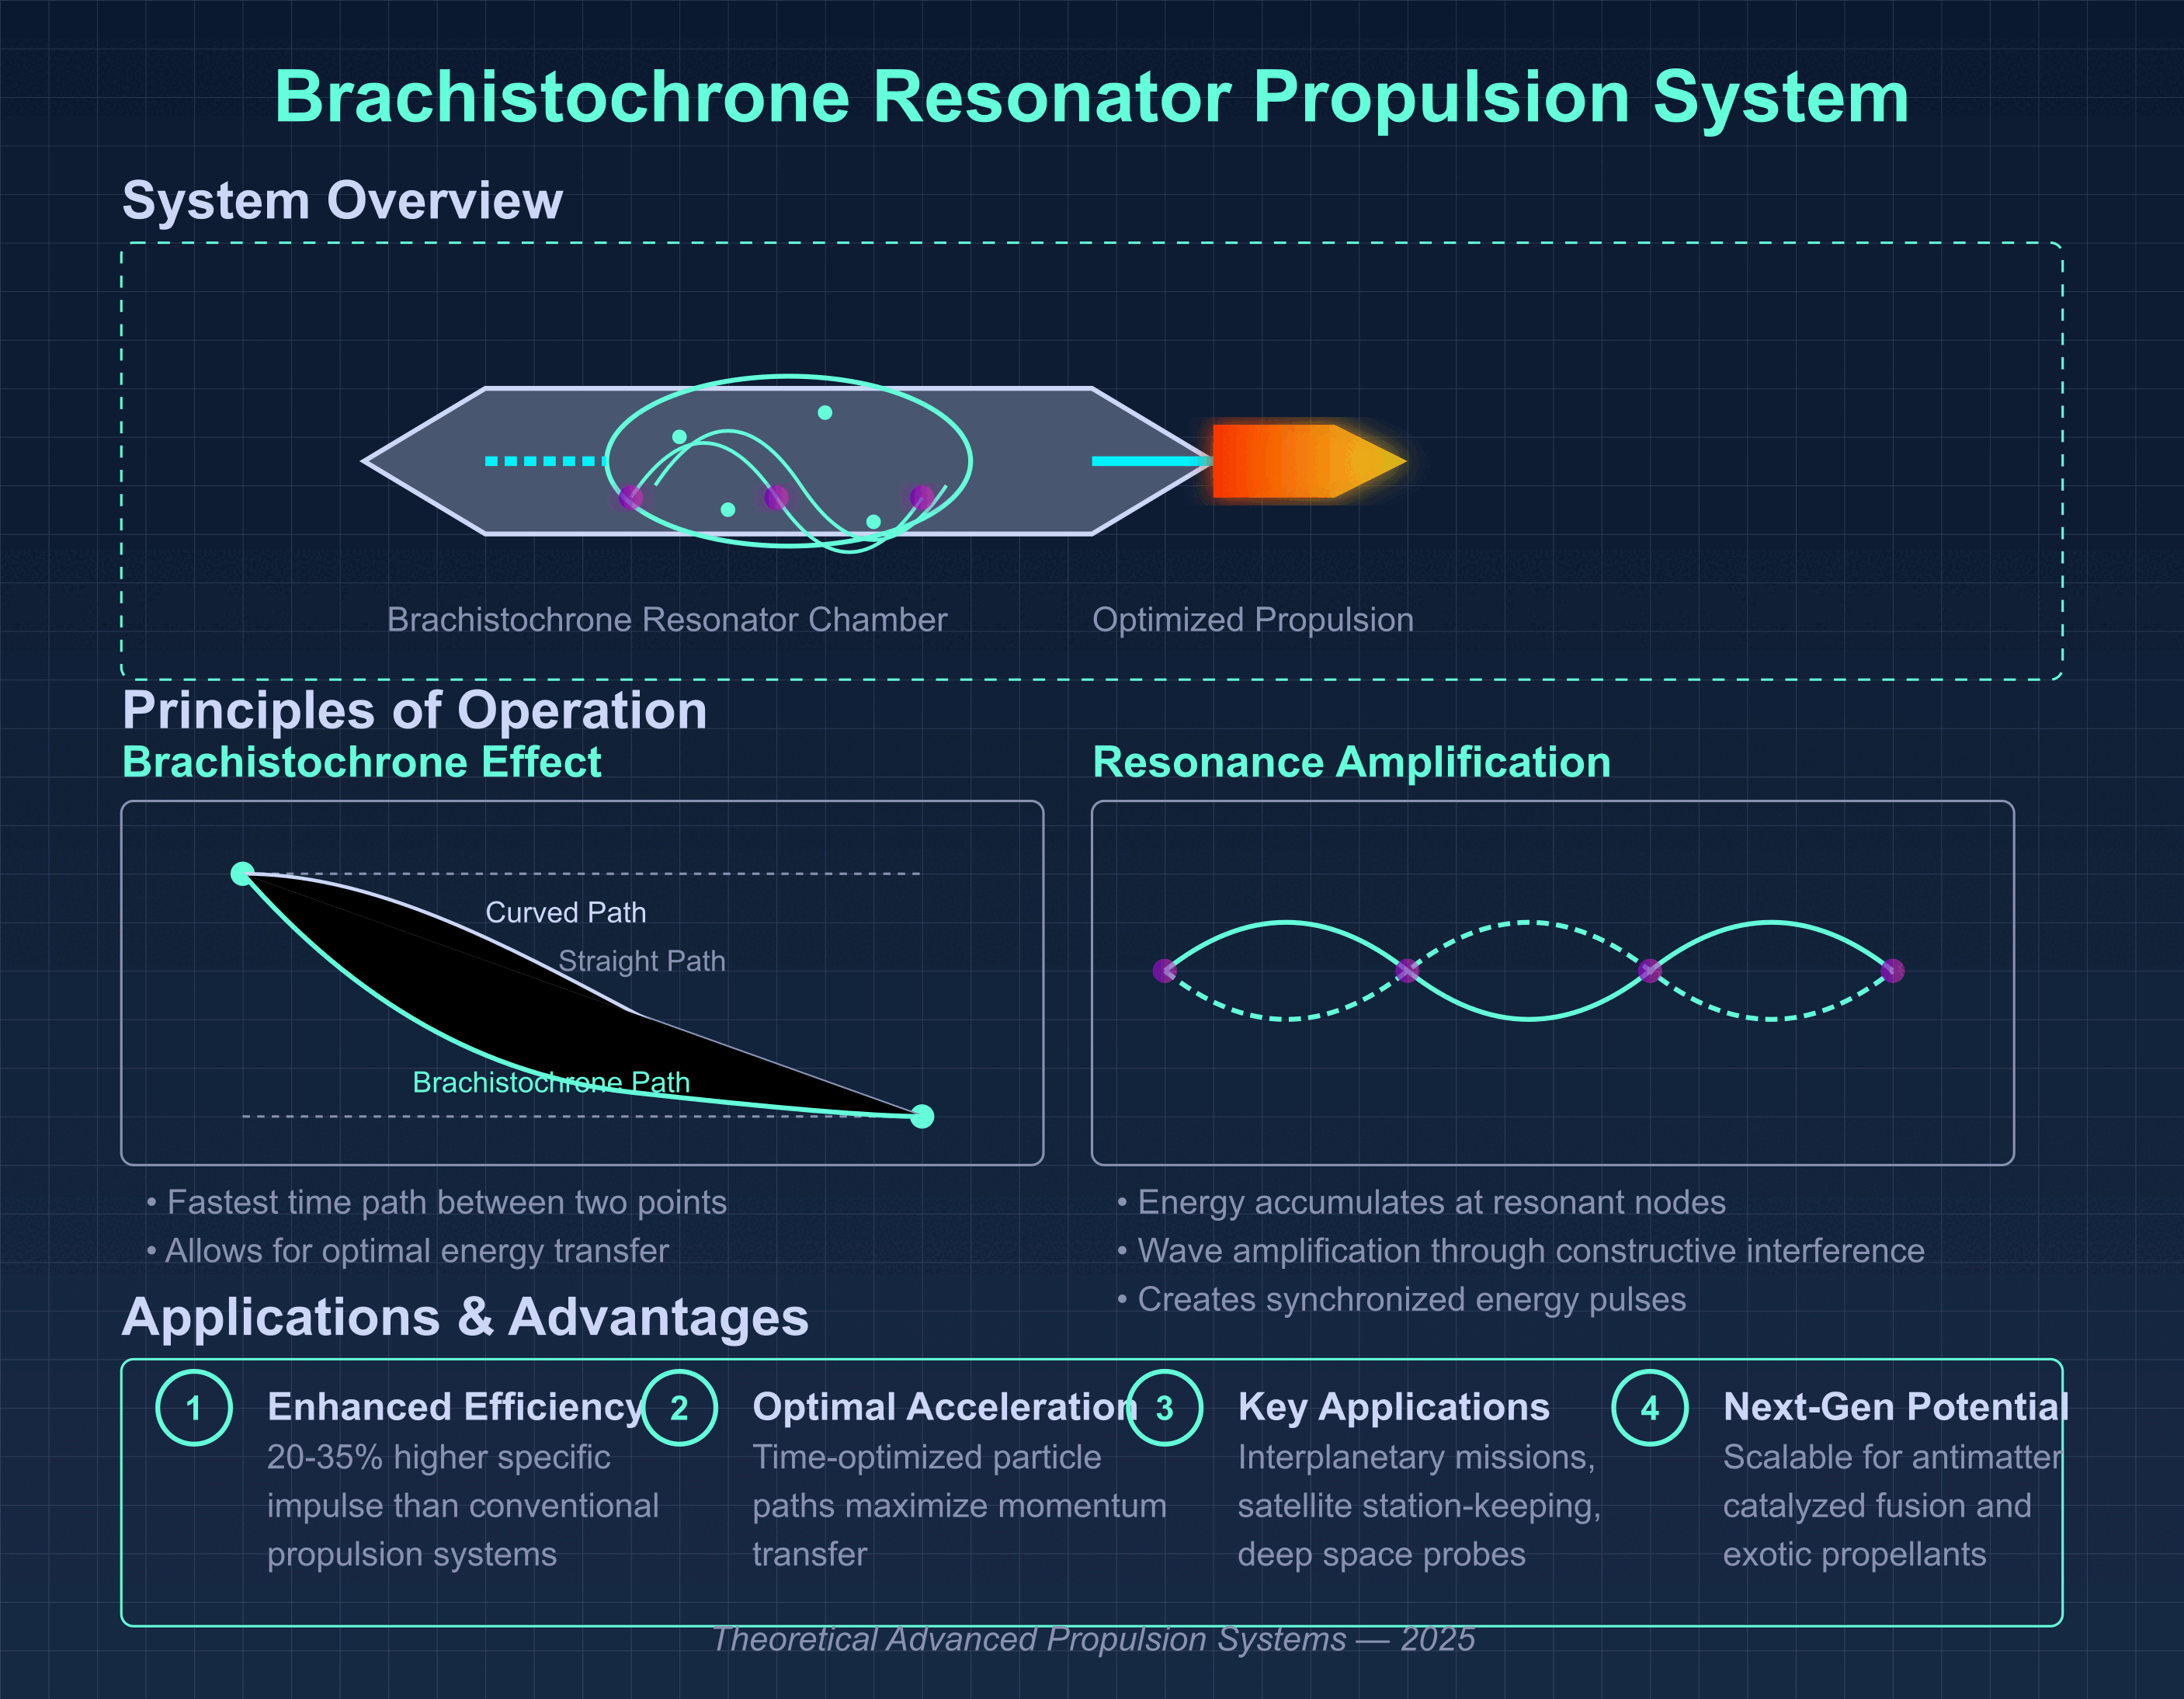 Brachistochrone Resonator Propulsion System
System Overview
Brachistochrone Resonator Chamber
Optimized Propulsion
Principles of Operation
Brachistochrone Effect
Curved Path
Straight Path
Brachistochrone Path
• Fastest time path between two points
• Allows for optimal energy transfer
Resonance Amplification
• Energy accumulates at resonant nodes
• Wave amplification through constructive interference
• Creates synchronized energy pulses
Applications & Advantages
1
Enhanced Efficiency
20-35% higher specific
impulse than conventional
propulsion systems
2
Optimal Acceleration
Time-optimized particle
paths maximize momentum
transfer
3
Key Applications
Interplanetary missions,
satellite station-keeping,
deep space probes
4
Next-Gen Potential
Scalable for antimatter
catalyzed fusion and
exotic propellants
Theoretical Advanced Propulsion Systems — 2025